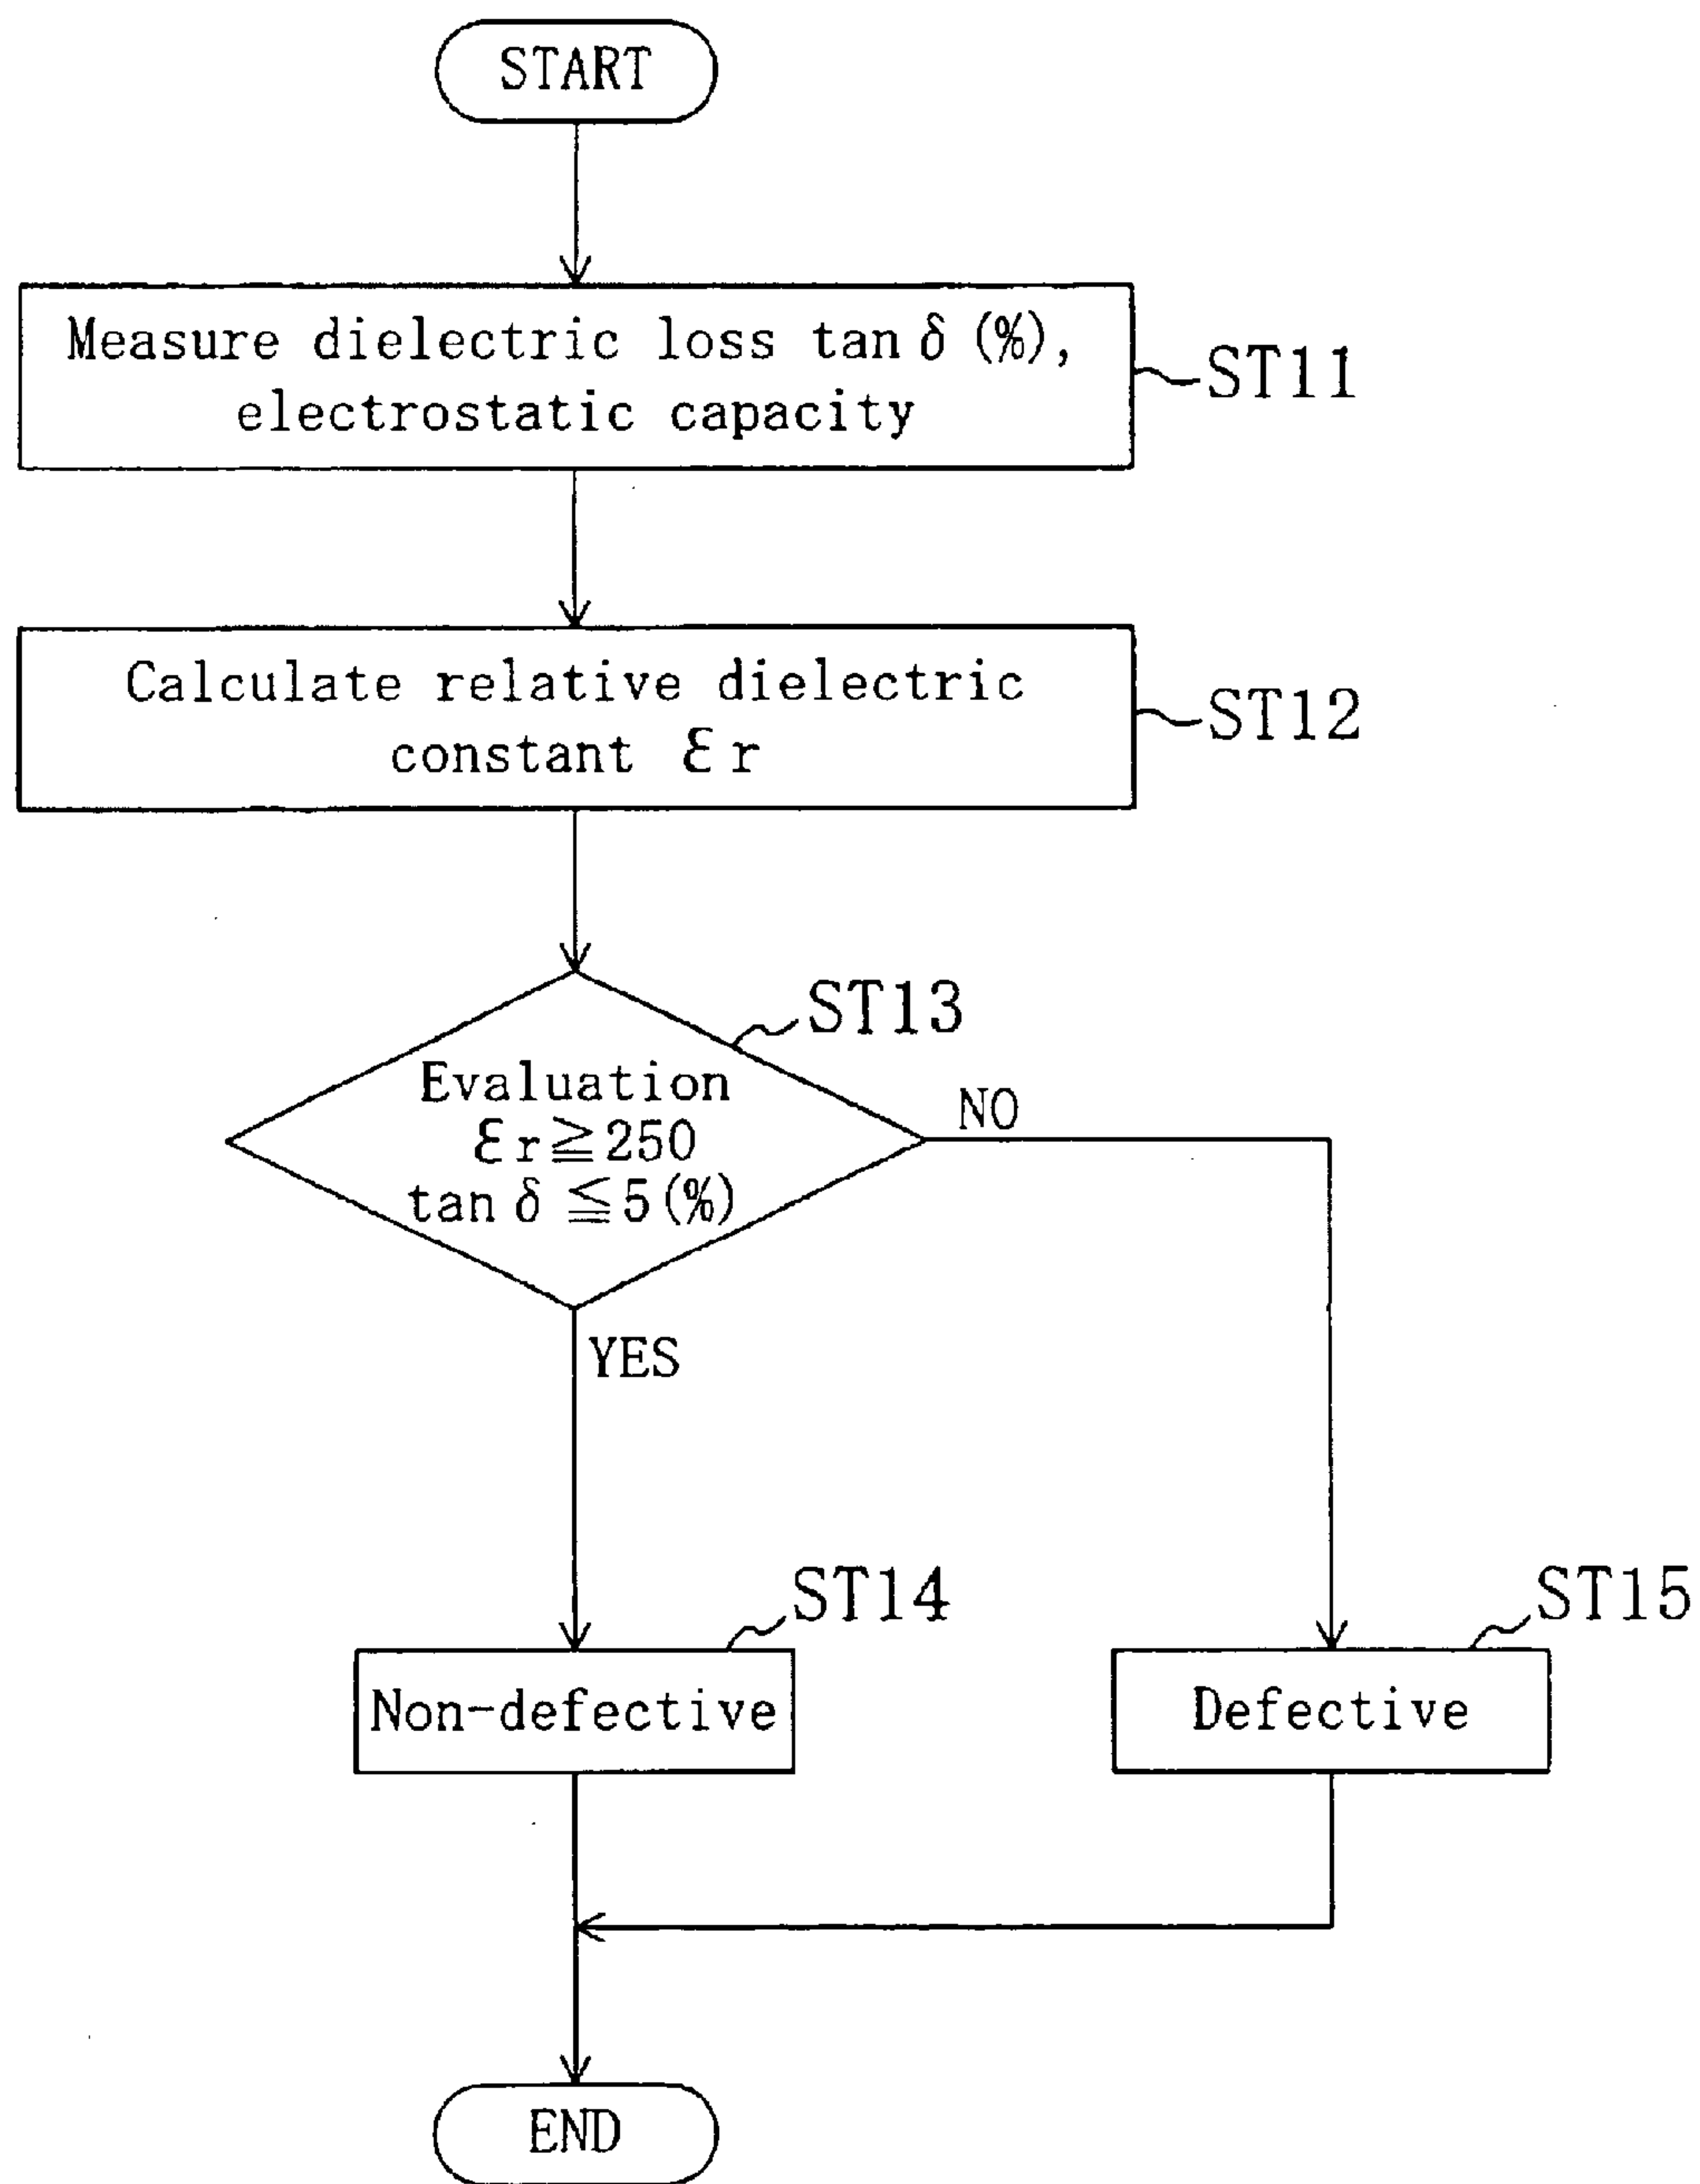 START
Measure dielectric loss tan δ (%),
electrostatic capacity
ST11
Calculate relative dielectric
constant εr
ST12
ST13
Evaluation
εr≧250
tan δ ≦5(%)
NO
YES
ST14
Non-defective
ST15
Defective
END